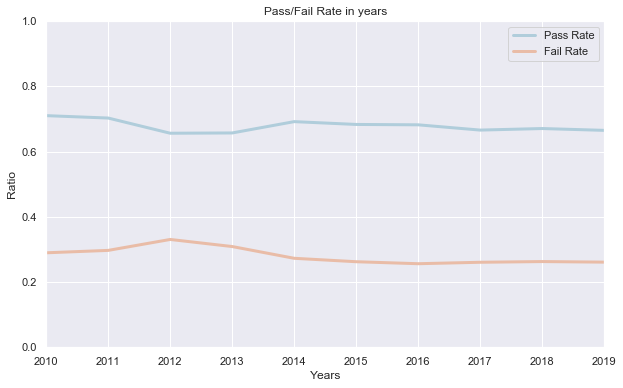 Pass/Fail Rate in years
1.0
Pass Rate
Fail Rate
0.8
0.6
Ratio
0.4
0.2
0.0
2010 2011 2012 2013 2014 2015 2016 2017 2018 2019
Years